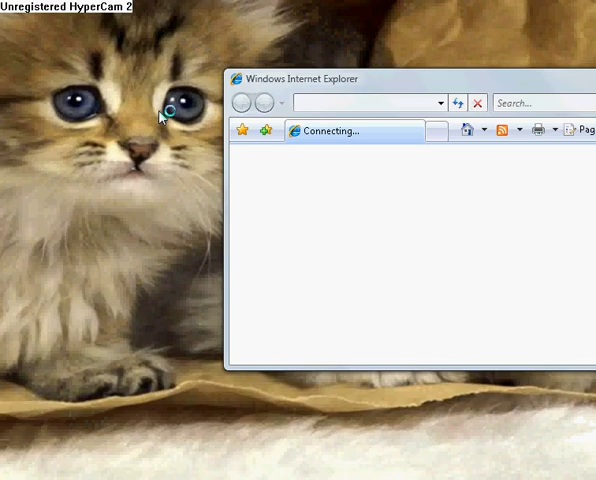 Unregistered HyperCam 2
Windows Internet Explorer
Search...
Connecting...
Pag